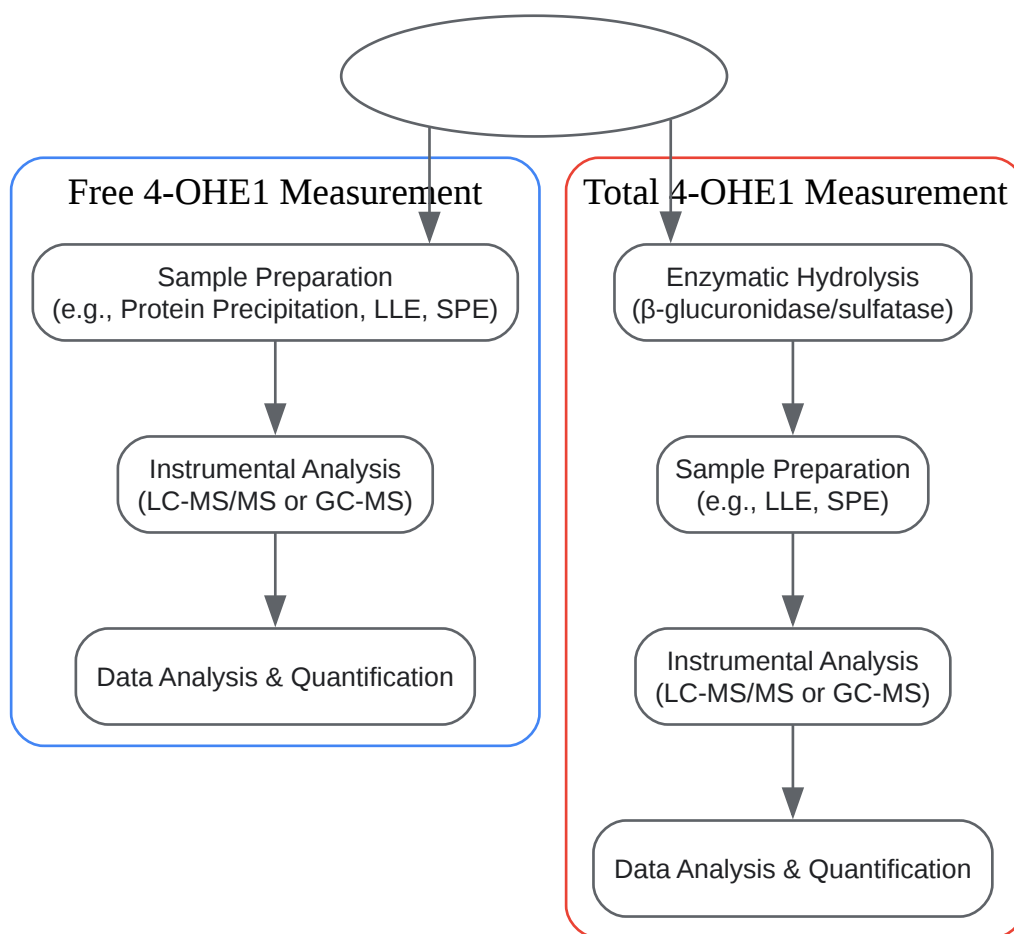 Free 4-OHE1 Measurement
Sample Preparation
(e.g., Protein Precipitation, LLE, SPE)
Instrumental Analysis
(LC-MS/MS or GC-MS)
Data Analysis & Quantification
Total 4-OHE1 Measurement
Enzymatic Hydrolysis
(β-glucuronidase/sulfatase)
Sample Preparation
(e.g., LLE, SPE)
Instrumental Analysis
(LC-MS/MS or GC-MS)
Data Analysis & Quantification